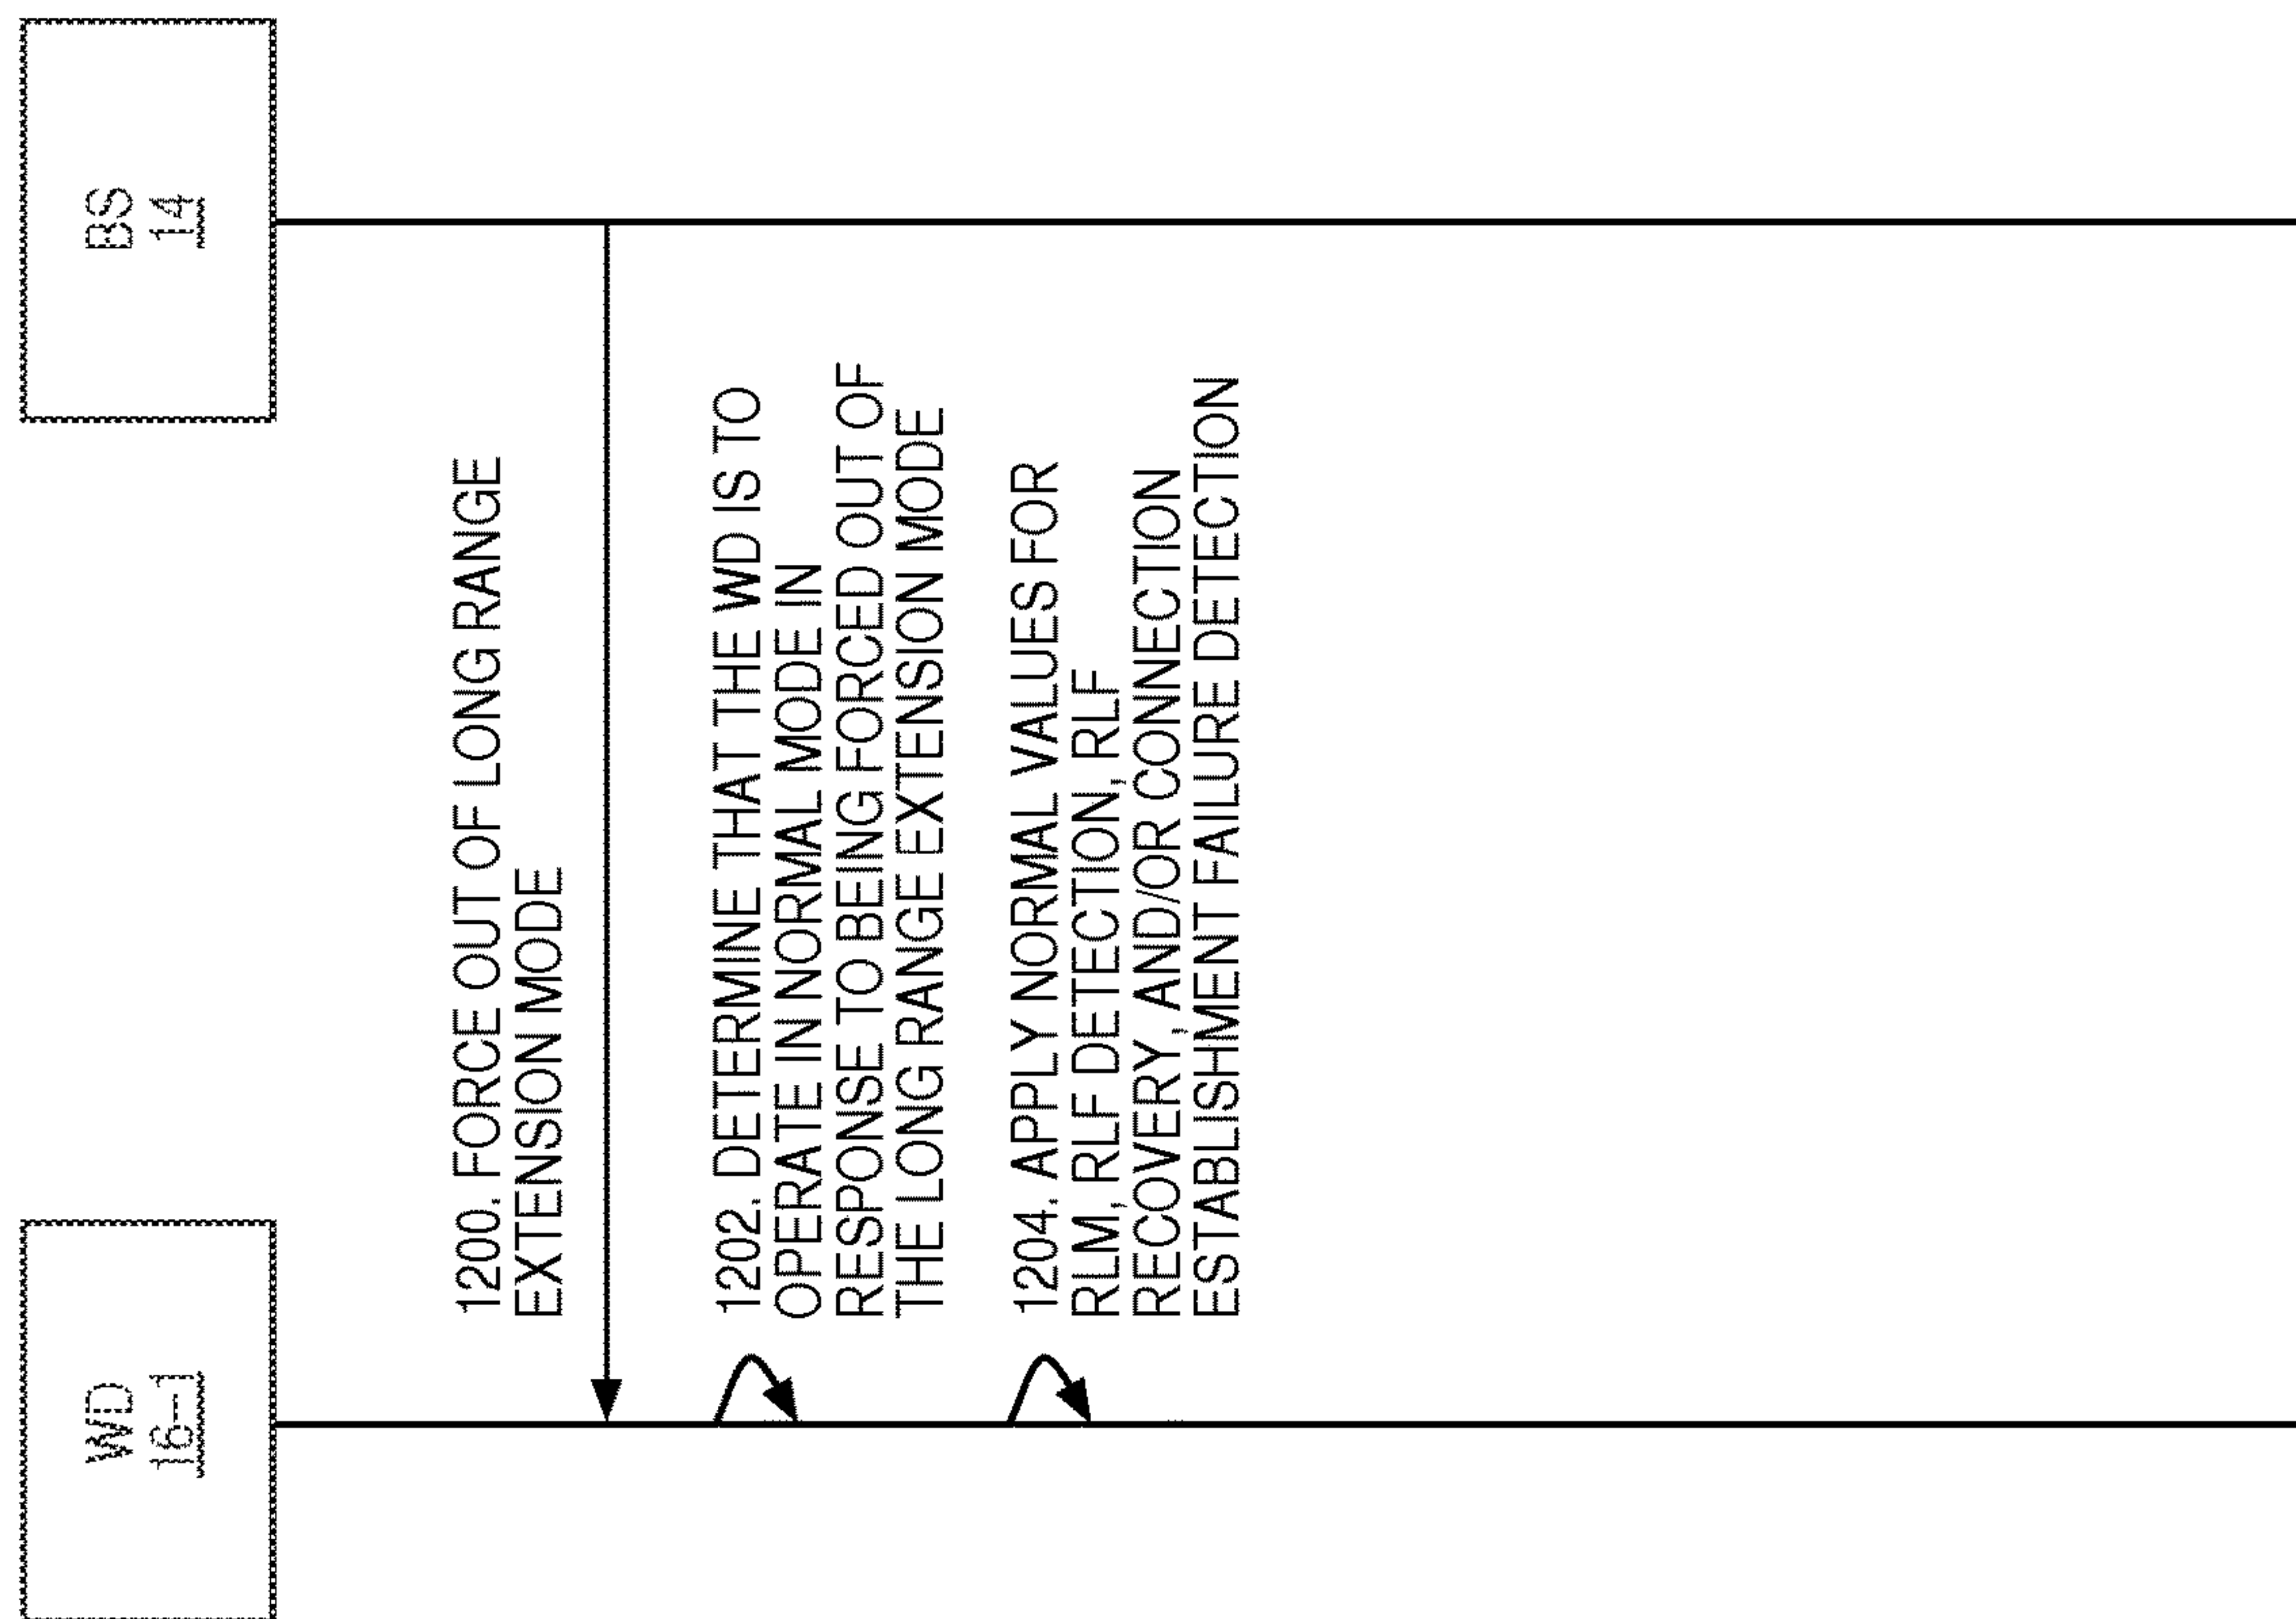 WD
16-1
BS
14
1200. FORCE OUT OF LONG RANGE
EXTENSION MODE
1202. DETERMINE THAT THE WD IS TO
OPERATE IN NORMAL MODE IN
RESPONSE TO BEING FORCED OUT OF
THE LONG RANGE EXTENSION MODE
1204. APPLY NORMAL VALUES FOR
RLM, RLF DETECTION, RLF
RECOVERY, AND/OR CONNECTION
ESTABLISHMENT FAILURE DETECTION